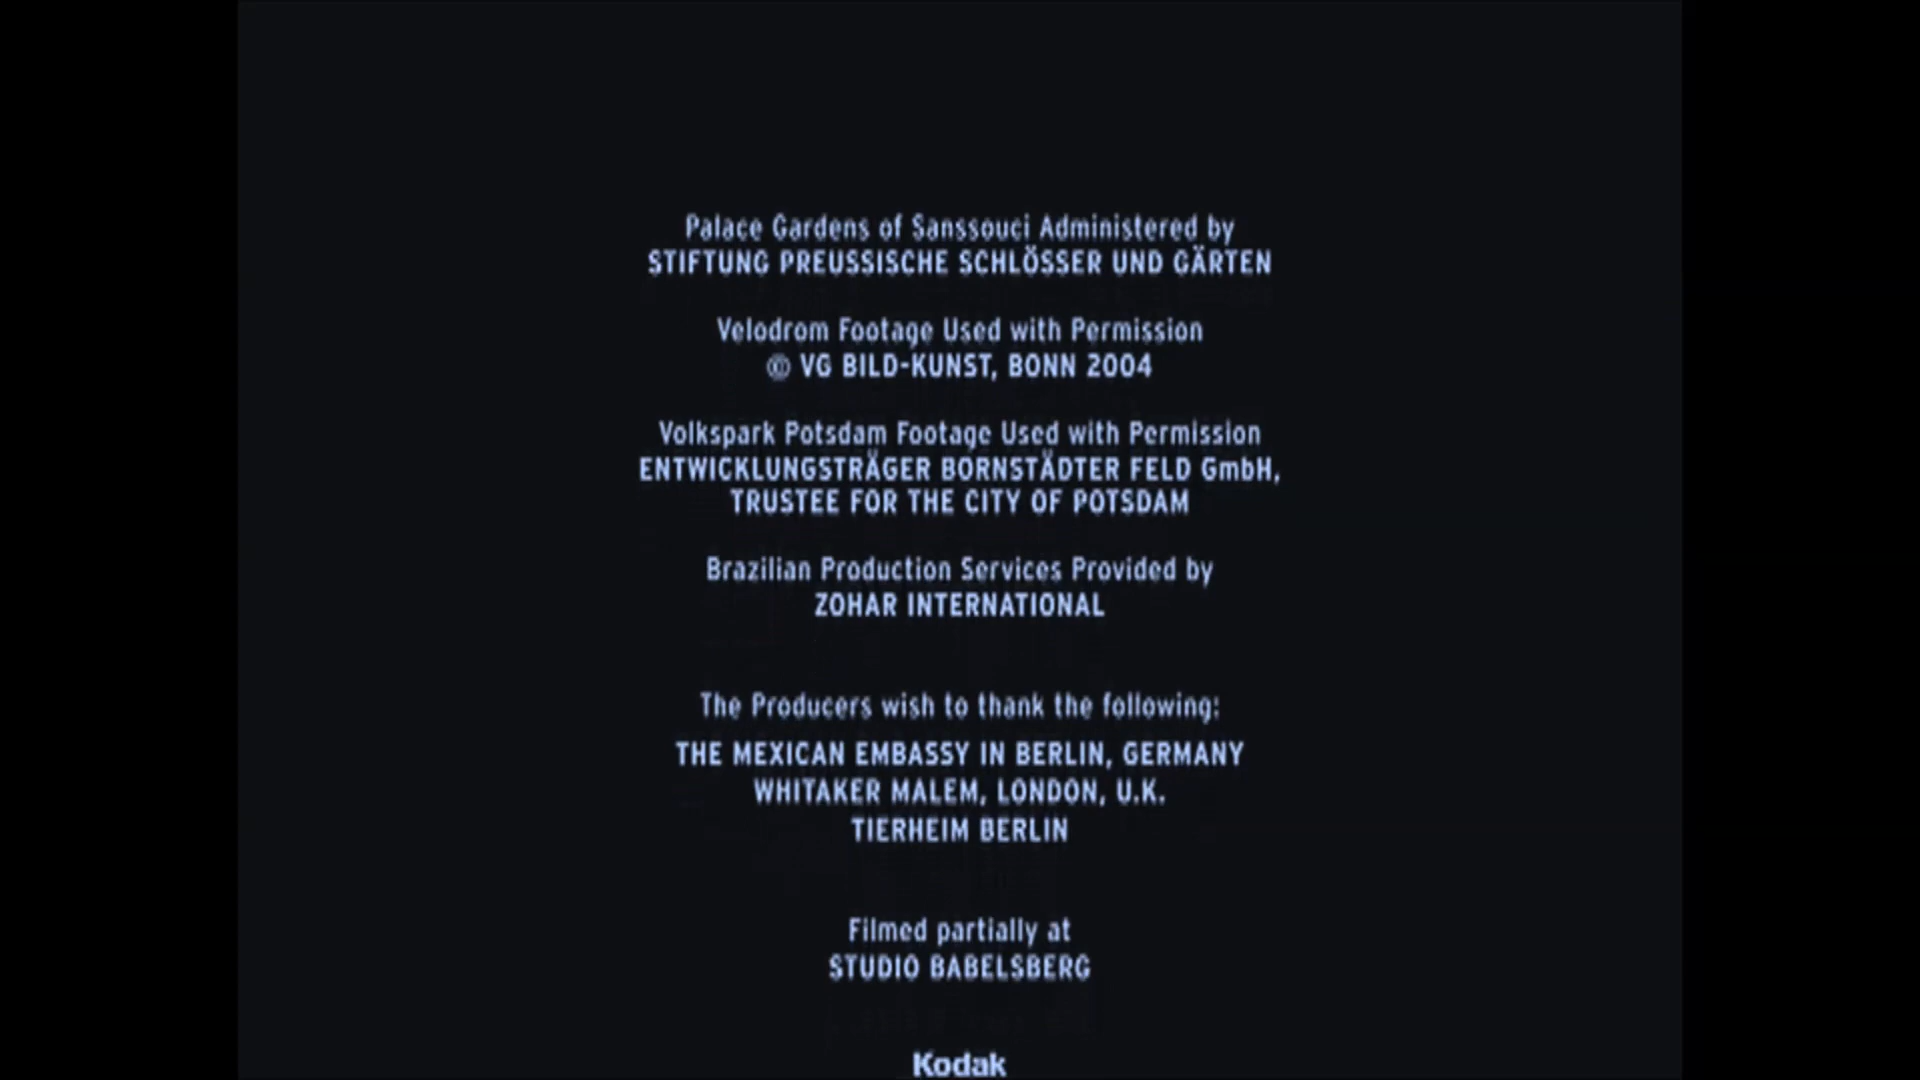 Palace Gardens of Sanssouci Administered by
STIFTUNG PREUSSISCHE SCHLÖSSER UND GÄRTEN
Velodrom Footage Used with Permission
© VG BILD-KUNST, BONN 2004
Volkspark Potsdam Footage Used with Permission
ENTWICKLUNGSTRÄGER BORNSTÄDTER FELD GmbH,
TRUSTEE FOR THE CITY OF POTSDAM
Brazilian Production Services Provided by
ZOHAR INTERNATIONAL
The Producers wish to thank the following:
THE MEXICAN EMBASSY IN BERLIN, GERMANY
WHITAKER MALEM, LONDON, U.K.
TIERHEIM BERLIN
Filmed partially at
STUDIO BABELSBERG
Kodak